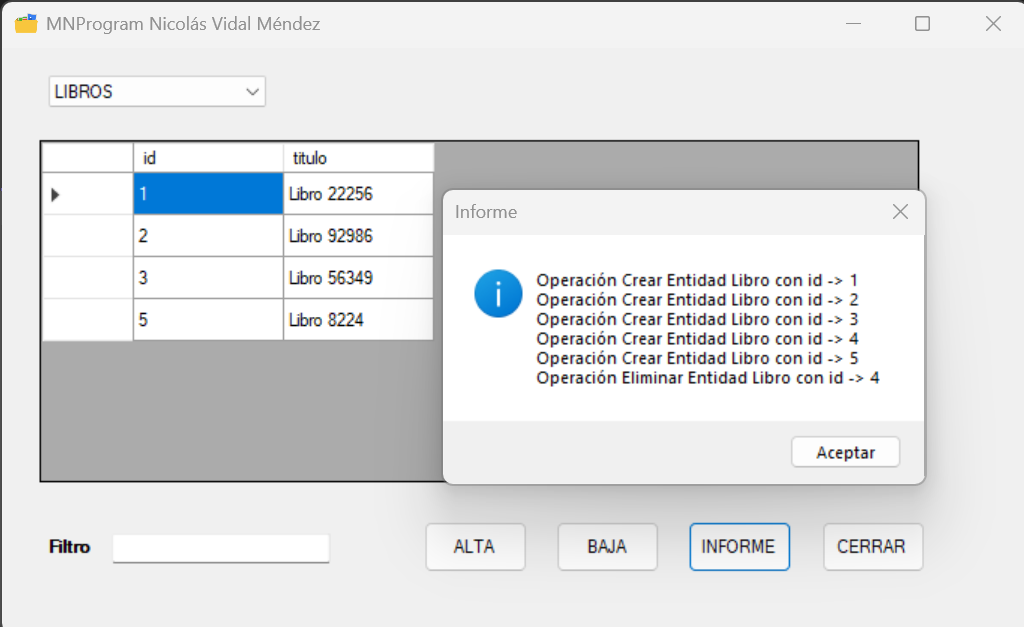 MNProgram Nicolás Vidal Méndez
LIBROS
id titulo
1 Libro 22256
2 Libro 92986
3 Libro 56349
5 Libro 8224
Informe
Operación Crear Entidad Libro con id -> 1
Operación Crear Entidad Libro con id -> 2
Operación Crear Entidad Libro con id -> 3
Operación Crear Entidad Libro con id -> 4
Operación Crear Entidad Libro con id -> 5
Operación Eliminar Entidad Libro con id -> 4
Aceptar
Filtro
ALTA BAJA INFORME CERRAR